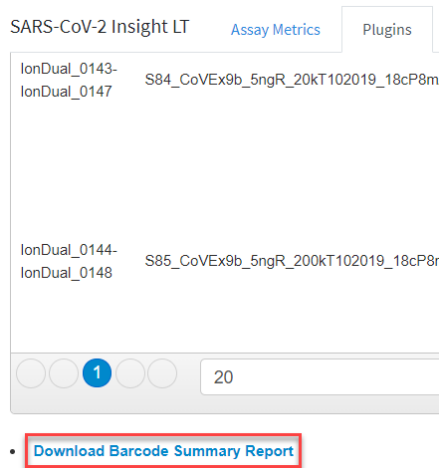 SARS-CoV-2 Insight LT Assay Metrics Plugins
IonDual_0143-
IonDual_0147
S84_CoVEx9b_5ngR_20kT102019_18cP8m
IonDual_0144-
IonDual_0148
S85_CoVEx9b_5ngR_200kT102019_18cP8
1
20
Download Barcode Summary Report